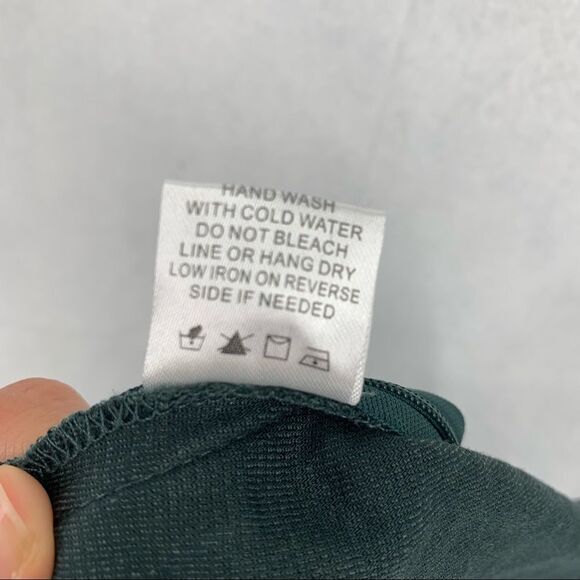 HAND WASH
WITH COLD WATER
DO NOT BLEACH
LINE OR HANG DRY
LOW IRON ON REVERSE
SIDE IF NEEDED